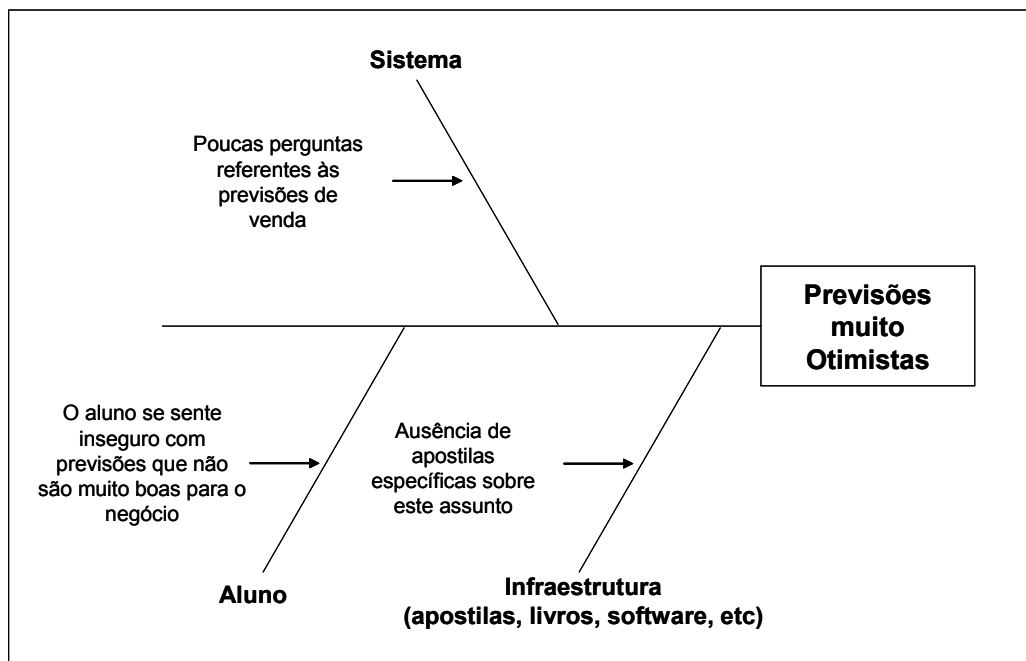 Sistema
Poucas perguntas
referentes às
previsões de
venda
Previsões
muito
Otimistas
O aluno se sente
inseguro com
previsões que não
são muito boas para o
negócio
Ausência de
apostilas
específicas sobre
este assunto
Aluno
Infraestrutura
(apostilas, livros, software, etc)